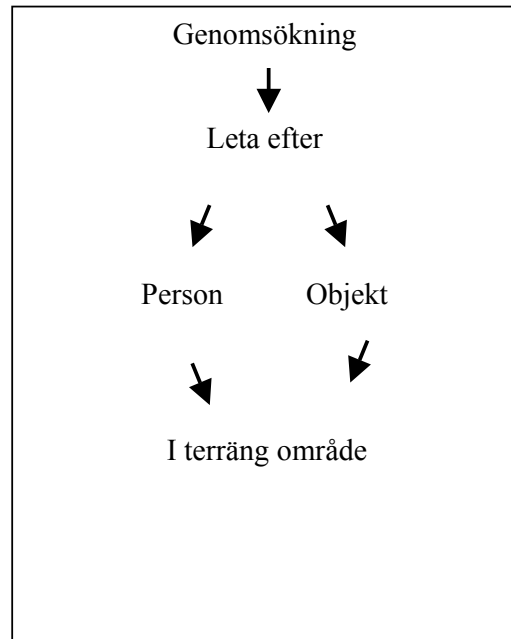 Genomsökning
Leta efter
Person Objekt
I terräng område